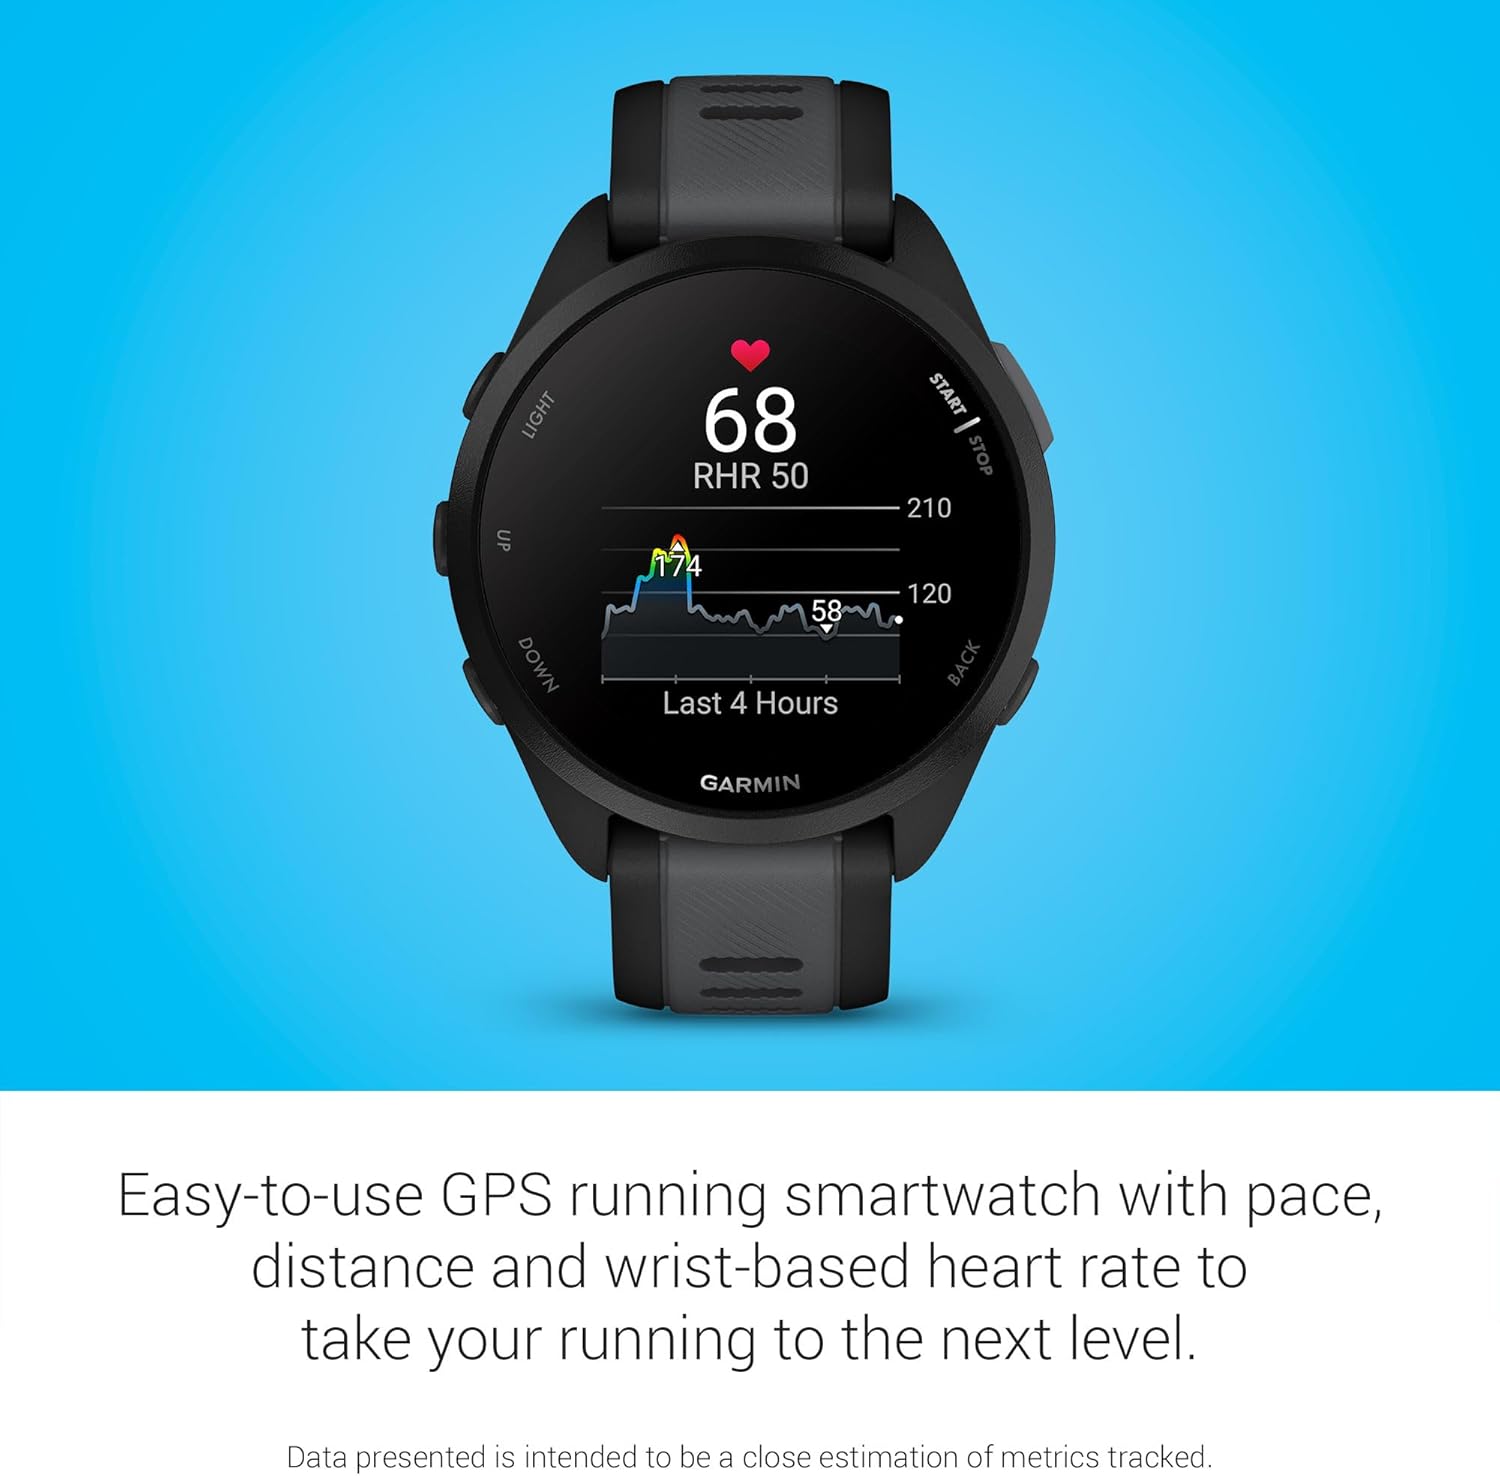 68
RHR 50
210
174
120
58
Last 4 Hours
LIGHT
UP
DOWN
START
STOP
BACK
GARMIN
Easy-to-use GPS running smartwatch with pace,
distance and wrist-based heart rate to
take your running to the next level.
Data presented is intended to be a close estimation of metrics tracked.